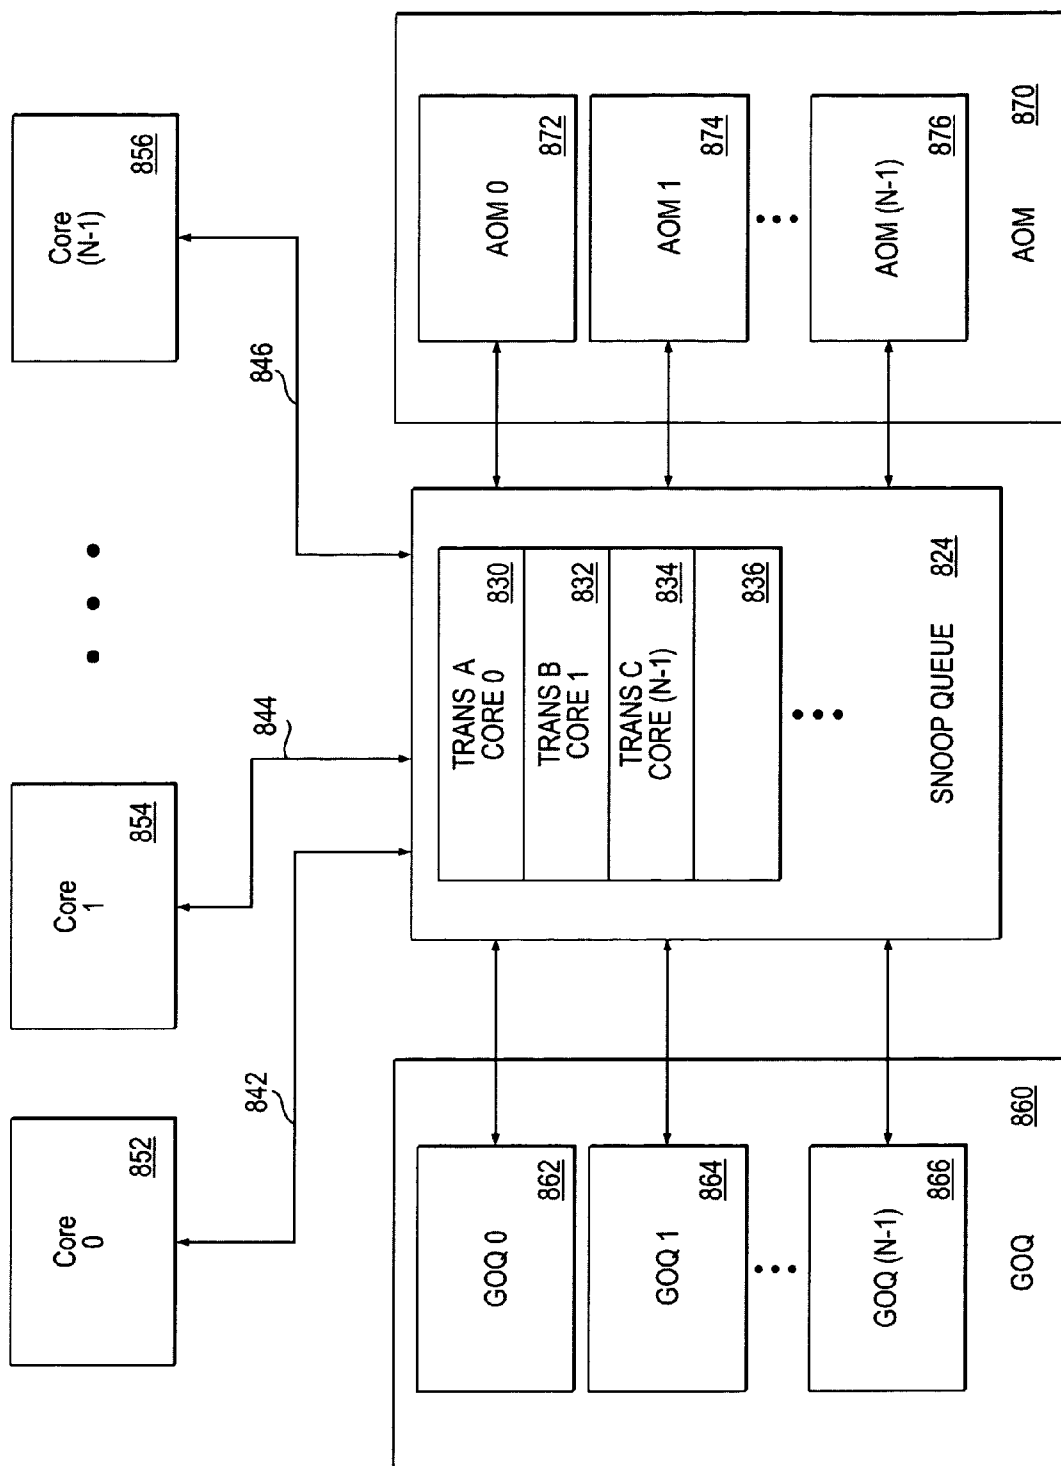 Core
0
852
Core
1
854
Core
(N-1)
856
842
844
846
GOQ 0
862
GOQ 1
864
GOQ (N-1)
866
GOQ
860
TRANS A
CORE 0
830
TRANS B
CORE 1
832
TRANS C
CORE (N-1)
834
836
SNOOP QUEUE
824
AOM 0
872
AOM 1
874
AOM (N-1)
876
AOM
870